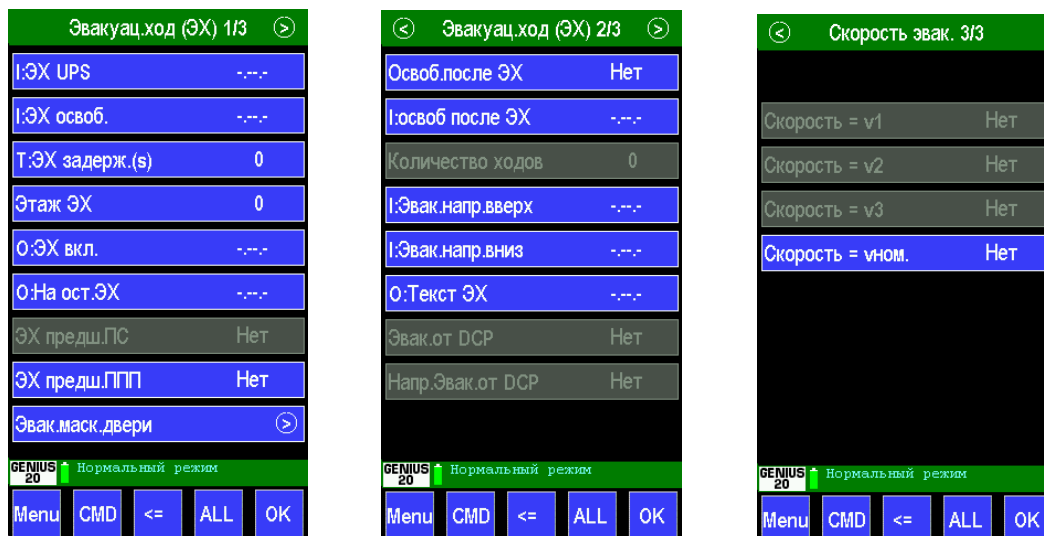 Эвакуац.ход (ЭХ) 1/3 >
I:ЭХ UPS -.--.-
I:ЭХ освоб. -.--.-
T:ЭХ задерж.(s) 0
Этаж ЭХ 0
O:ЭХ вкл. -.--.-
O:На ост.ЭХ -.--.-
ЭХ предш.ПС Нет
ЭХ предш.ППП Нет
Эвак.маск.двери >
GENIUS 20 Нормальный режим
Menu CMD <= ALL OK
< Эвакуац.ход (ЭХ) 2/3 >
Освоб.после ЭХ Нет
I:освоб после ЭХ -.--.-
Количество ходов 0
I:Эвак.напр.вверх -.--.-
I:Эвак.напр.вниз -.--.-
O:Текст ЭХ -.--.-
Эвак.от DCP Нет
Напр.Эвак.от DCP Нет
GENIUS 20 Нормальный режим
Menu CMD <= ALL OK
< Скорость эвак. 3/3
Скорость = v1 Нет
Скорость = v2 Нет
Скорость = v3 Нет
Скорость = vном. Нет
GENIUS 20 Нормальный режим
Menu CMD <= ALL OK